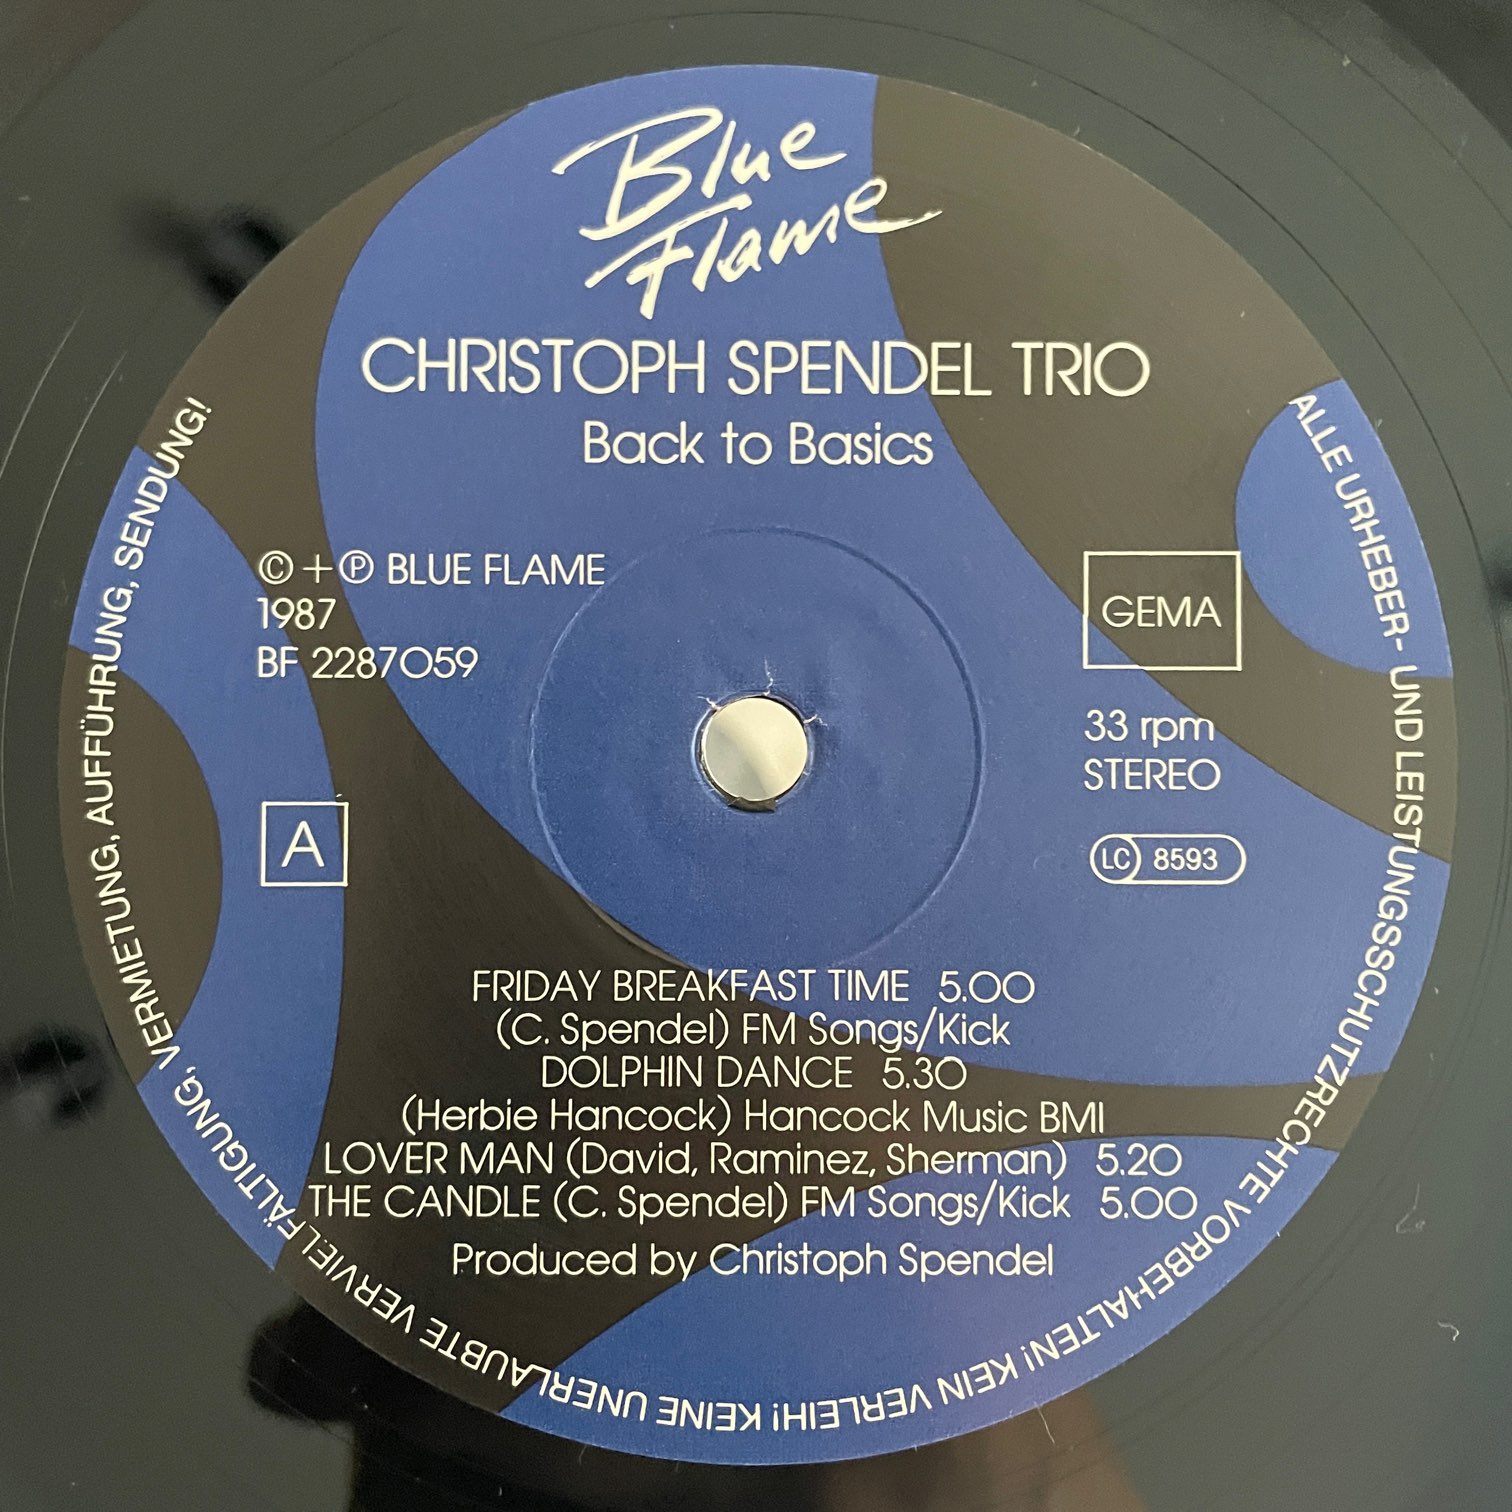 Blue
Flame
CHRISTOPH SPENDEL TRIO
Back to Basics
© + ℗ BLUE FLAME
1987
BF 2287059
GEMA
33 rpm
STEREO
LC 8593
A
FRIDAY BREAKFAST TIME 5.00
(C. Spendel) FM Songs/Kick
DOLPHIN DANCE 5.30
(Herbie Hancock) Hancock Music BMI
LOVER MAN (David, Raminez, Sherman) 5.20
THE CANDLE (C. Spendel) FM Songs/Kick 5.00
Produced by Christoph Spendel
ALLE URHEBER- UND LEISTUNGSSCHUTZRECHTE VORBEHALTEN! KEIN VERLEIH! KEINE UNERLAUBTE VERVIELFÄLTIGUNG, VERMIETUNG, AUFFÜHRUNG, SENDUNG!